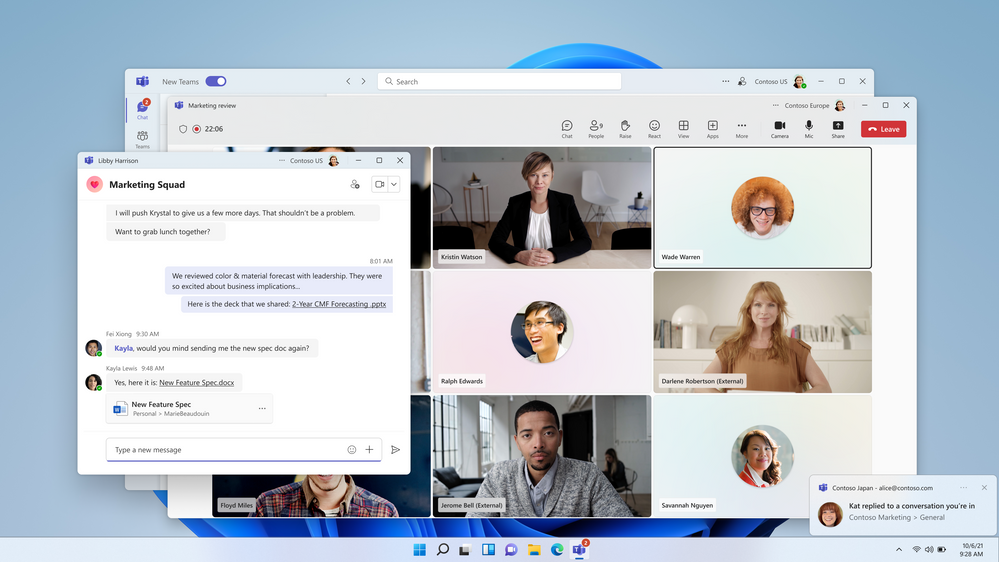 New Teams
Search
Contoso US
2
Chat
Teams
Marketing review
Contoso Europe
22:06
Chat
9
People
Raise
React
View
Apps
More
Camera
Mic
Share
Leave
Libby Harrison
Contoso US
Marketing Squad
I will push Krystal to give us a few more days. That shouldn't be a problem.
Want to grab lunch together?
8:01 AM
We reviewed color & material forecast with leadership. They were
so excited about business implications...
Here is the deck that we shared: 2-Year CMF Forecasting .pptx
Fei Xiong 9:30 AM
Kayla, would you mind sending me the new spec doc again?
Kayla Lewis 9:48 AM
Yes, here it is: New Feature Spec.docx
W
New Feature Spec
Personal > MarieBeaudouin
Type a new message
Kristin Watson
Wade Warren
Ralph Edwards
Darlene Robertson (External)
Floyd Miles
Jerome Bell (External)
Savannah Nguyen
Contoso Japan - alice@contoso.com
Kat replied to a conversation you're in
Contoso Marketing > General
2
10/6/21
9:28 AM